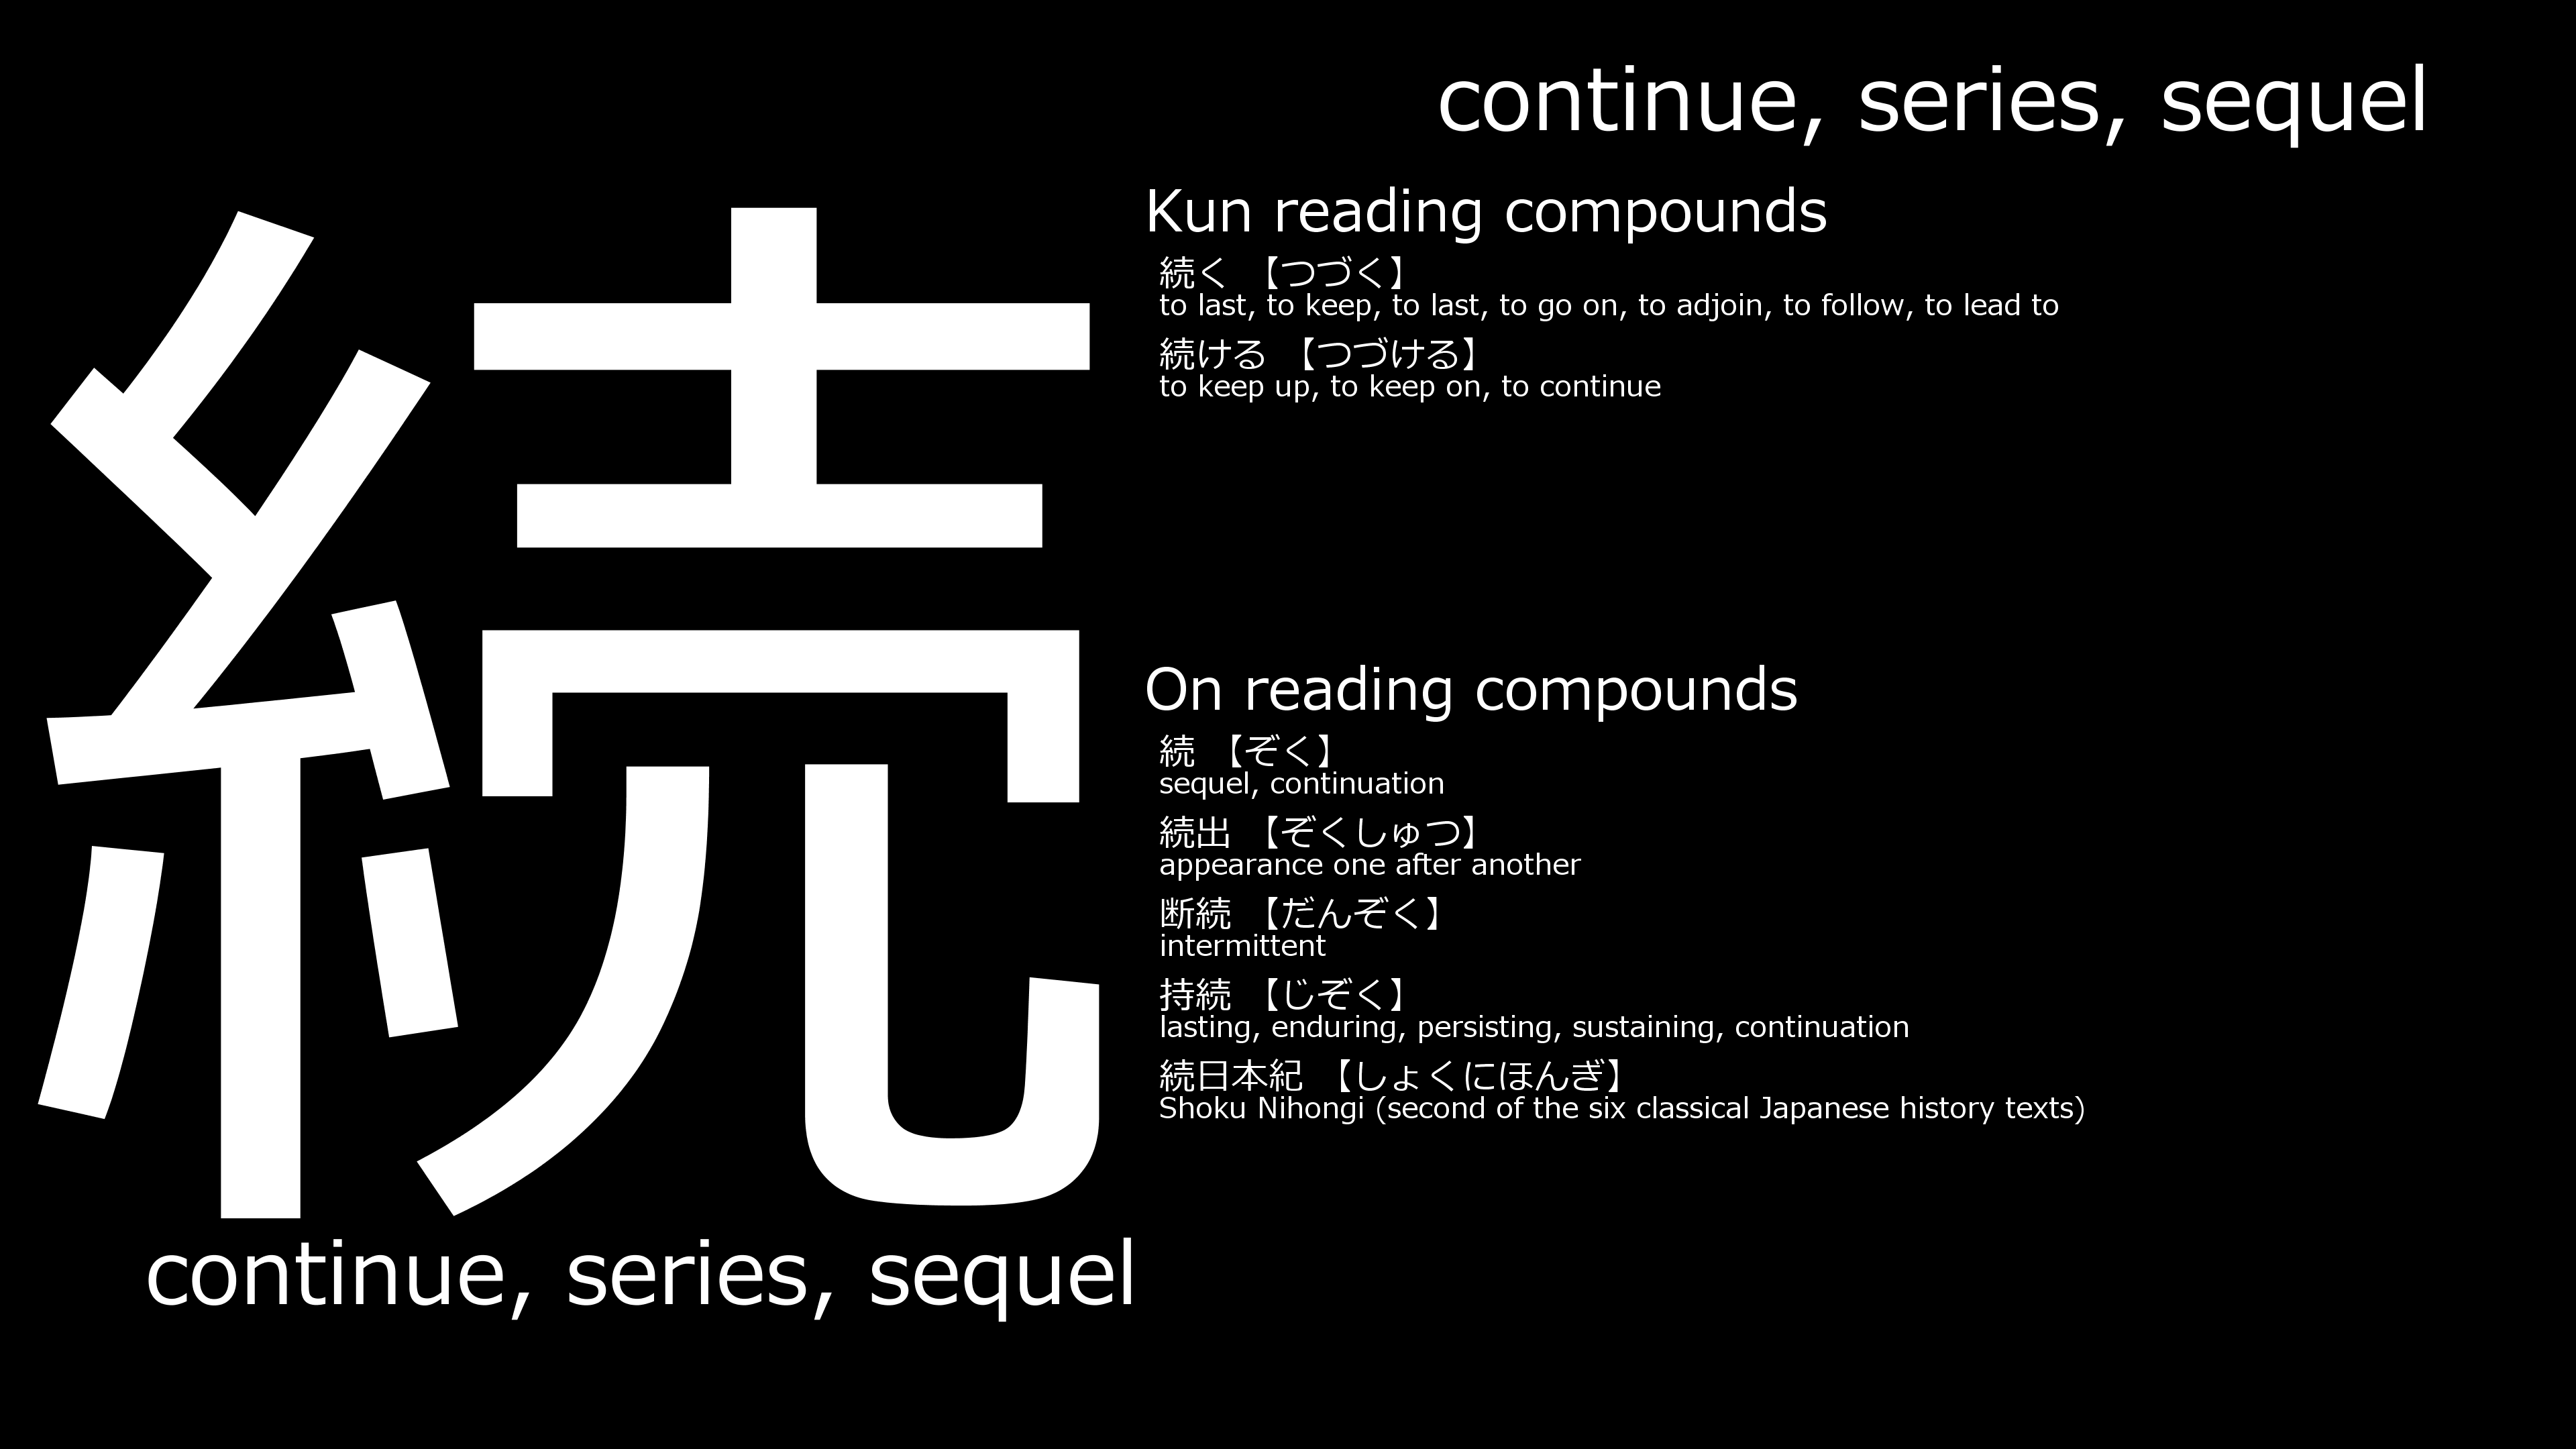 continue, series, sequel
続
continue, series, sequel
Kun reading compounds
続く 【つづく】
to last, to keep, to last, to go on, to adjoin, to follow, to lead to
続ける 【つづける】
to keep up, to keep on, to continue
On reading compounds
続 【ぞく】
sequel, continuation
続出 【ぞくしゅつ】
appearance one after another
断続 【だんぞく】
intermittent
持続 【じぞく】
lasting, enduring, persisting, sustaining, continuation
続日本紀 【しょくにほんぎ】
Shoku Nihongi (second of the six classical Japanese history texts)